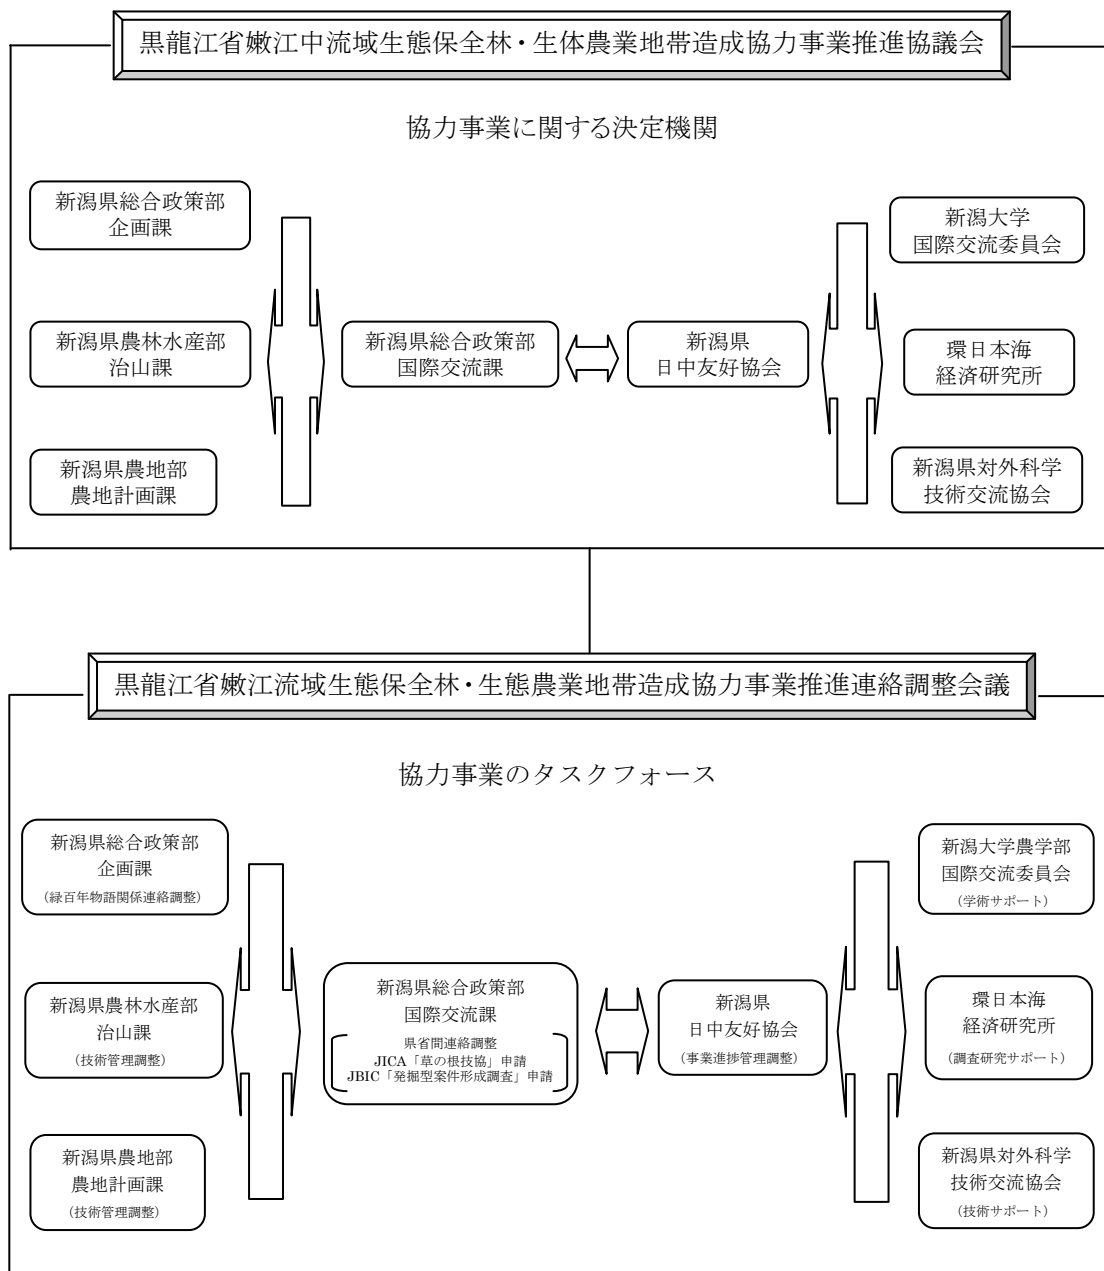 黒龍江省嫩江中流域生態保全林・生体農業地帯造成協力事業推進協議会
協力事業に関する決定機関
新潟県総合政策部
企画課
新潟県農林水産部
治山課
新潟県農地部
農地計画課
新潟県総合政策部
国際交流課
新潟県
日中友好協会
新潟大学
国際交流委員会
環日本海
経済研究所
新潟県対外科学
技術交流協会
黒龍江省嫩江流域生態保全林・生態農業地帯造成協力事業推進連絡調整会議
協力事業のタスクフォース
新潟県総合政策部
企画課
（緑百年物語関係連絡調整）
新潟県農林水産部
治山課
（技術管理調整）
新潟県農地部
農地計画課
（技術管理調整）
新潟県総合政策部
国際交流課
県省間連絡調整
JICA「草の根技協」申請
JBIC「発掘型案件形成調査」申請
新潟県
日中友好協会
（事業進捗管理調整）
新潟大学農学部
国際交流委員会
（学術サポート）
環日本海
経済研究所
（調査研究サポート）
新潟県対外科学
技術交流協会
（技術サポート）